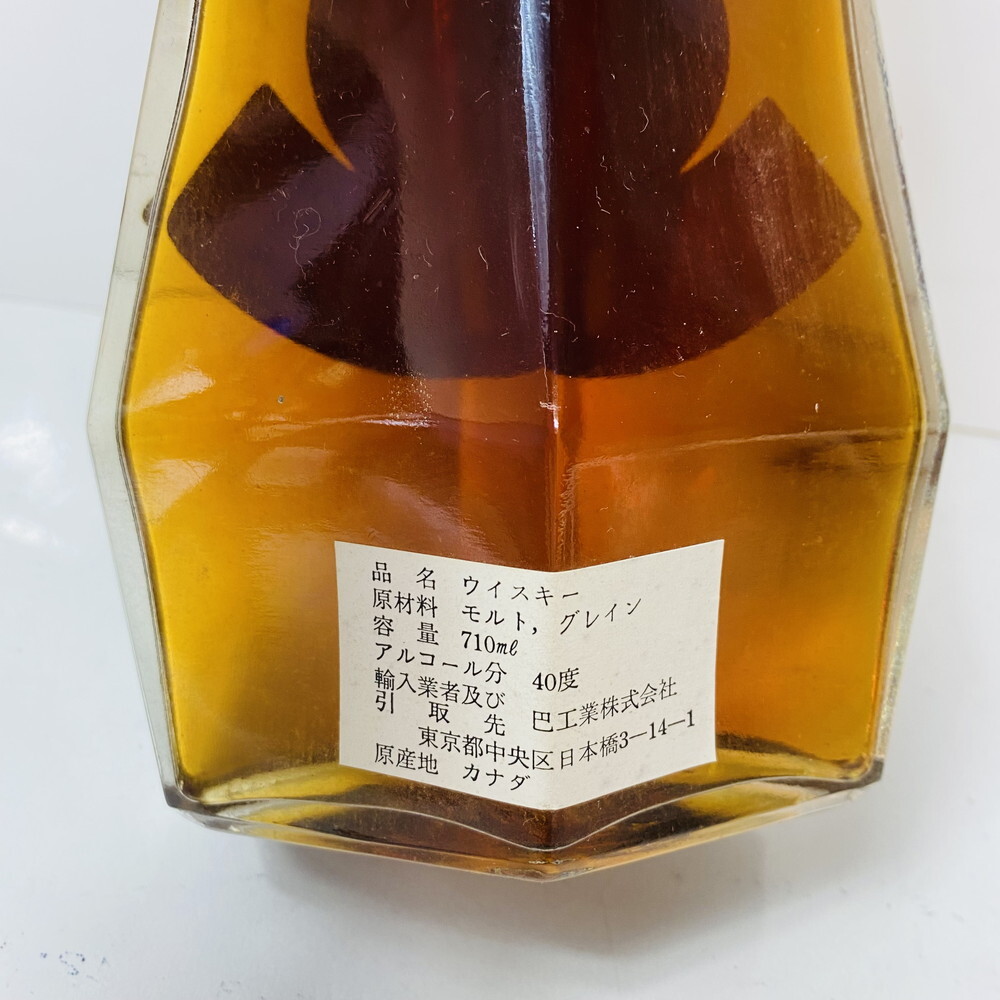 品名 ウイスキー
原材料 モルト, グレイン
容量 710ml
アルコール分 40度
輸入業者及び
引取先 巴工業株式会社
東京都中央区日本橋3-14-1
原産地 カナダ